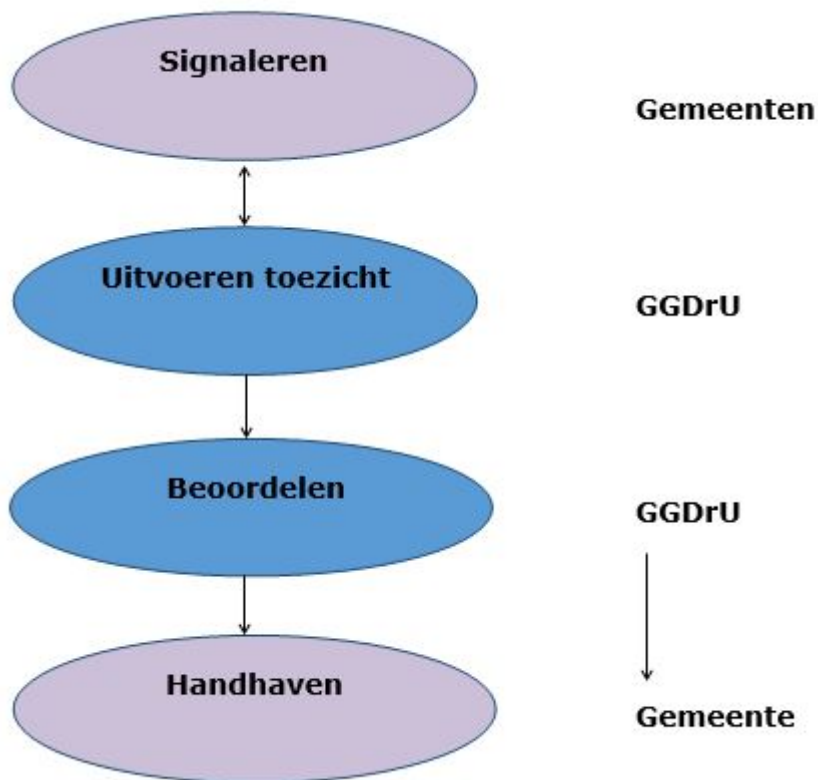 Signaleren
Gemeenten
Uitvoeren toezicht
GGDrU
Beoordelen
GGDrU
Handhaven
Gemeente